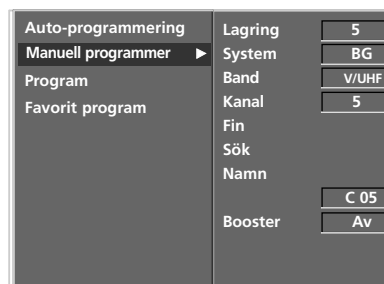 Auto-programmering
Manuell programmer ▶
Program
Favorit program
Lagring 5
System BG
Band V/UHF
Kanal 5
Fin
Sök
Namn
C 05
Booster Av